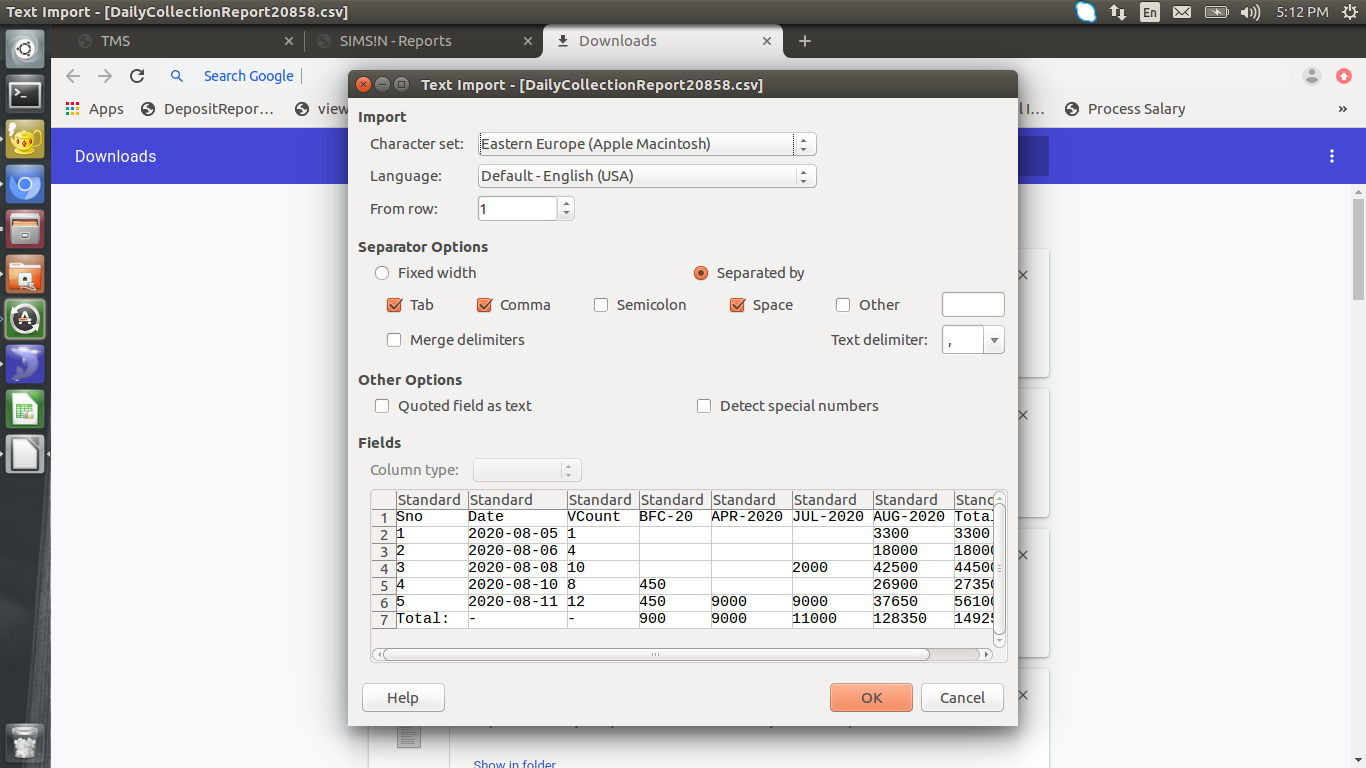 Text Import - [DailyCollectionReport20858.csv]
En
5:12 PM
TMS
SIMS!N - Reports
Downloads
Search Google
Apps
DepositRepor...
view
l I...
Process Salary
»
Downloads
Text Import - [DailyCollectionReport20858.csv]
Import
Character set: Eastern Europe (Apple Macintosh)
Language: Default - English (USA)
From row: 1
Separator Options
Fixed width Separated by
Tab Comma Semicolon Space Other
Merge delimiters Text delimiter: ,
Other Options
Quoted field as text Detect special numbers
Fields
Column type:
Standard Standard Standard Standard Standard Standard Standard Stand
1 Sno Date VCount BFC-20 APR-2020 JUL-2020 AUG-2020 Total
2 1 2020-08-05 1 3300 3300
3 2 2020-08-06 4 18000 18000
4 3 2020-08-08 10 2000 42500 44500
5 4 2020-08-10 8 450 26900 27350
6 5 2020-08-11 12 450 9000 9000 37650 56100
7 Total: - - 900 9000 11000 128350 14925
Help OK Cancel
Show in folder